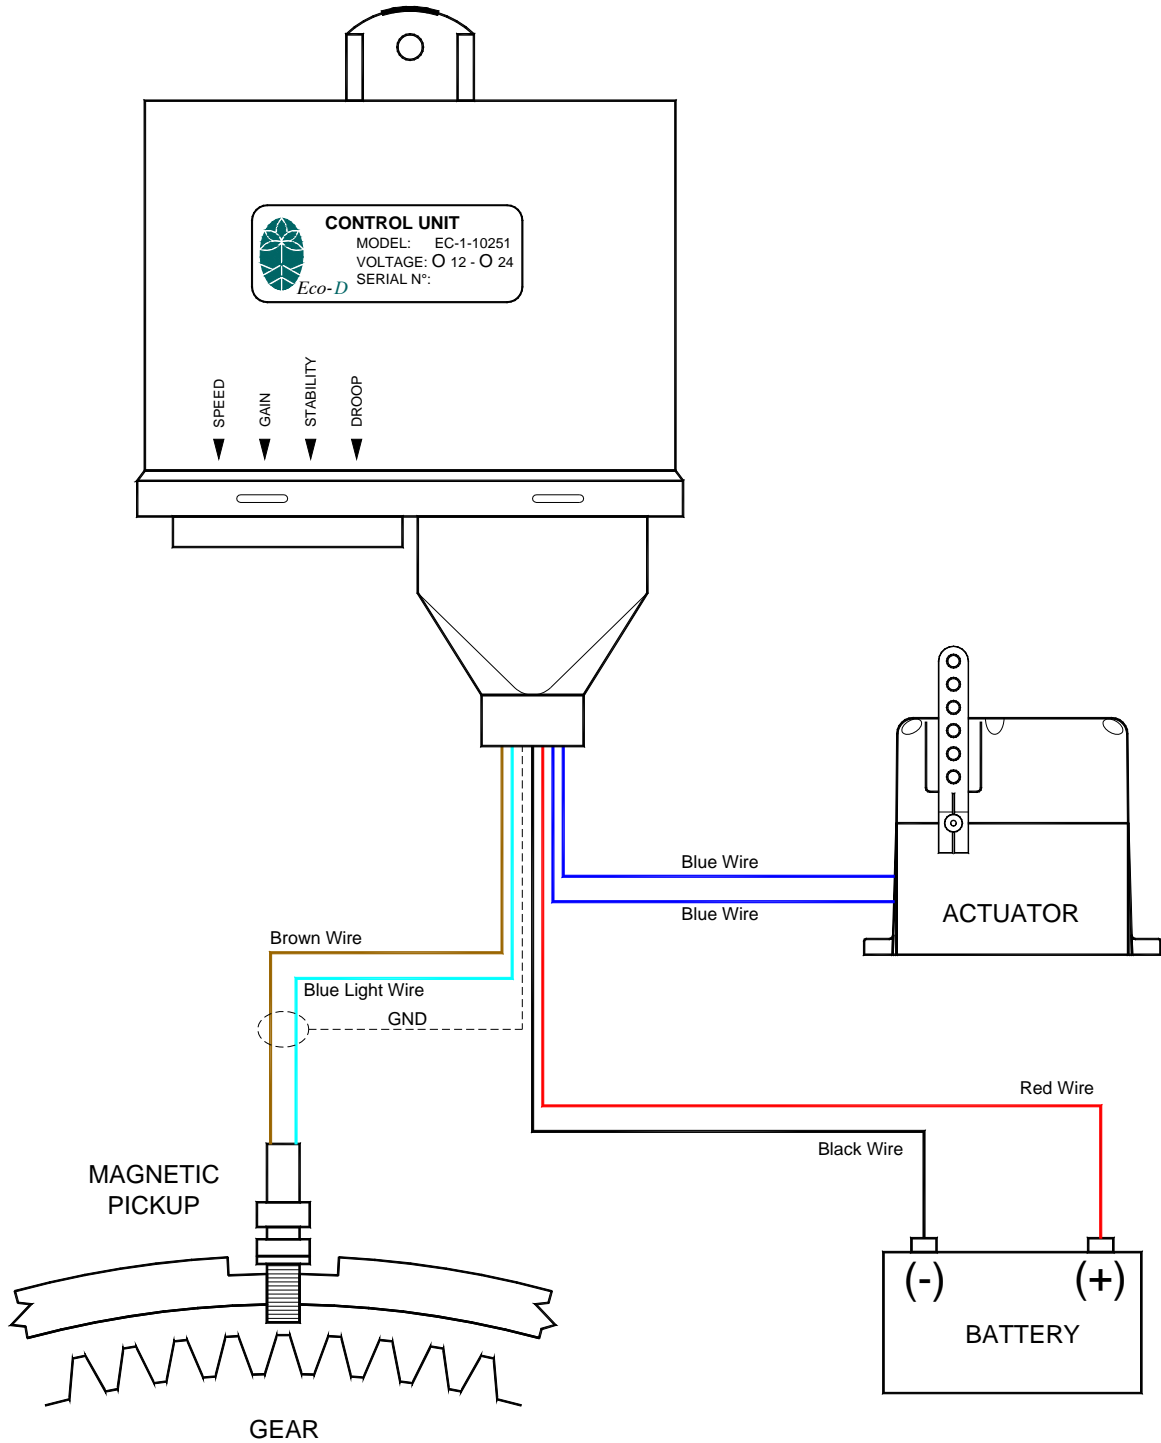 CONTROL UNIT
MODEL: EC-1-10251
VOLTAGE: O 12 - O 24
SERIAL N°:
Eco-D
SPEED
GAIN
STABILITY
DROOP
Blue Wire
Blue Wire
ACTUATOR
Brown Wire
Blue Light Wire
GND
Red Wire
Black Wire
MAGNETIC
PICKUP
(-) (+)
BATTERY
GEAR